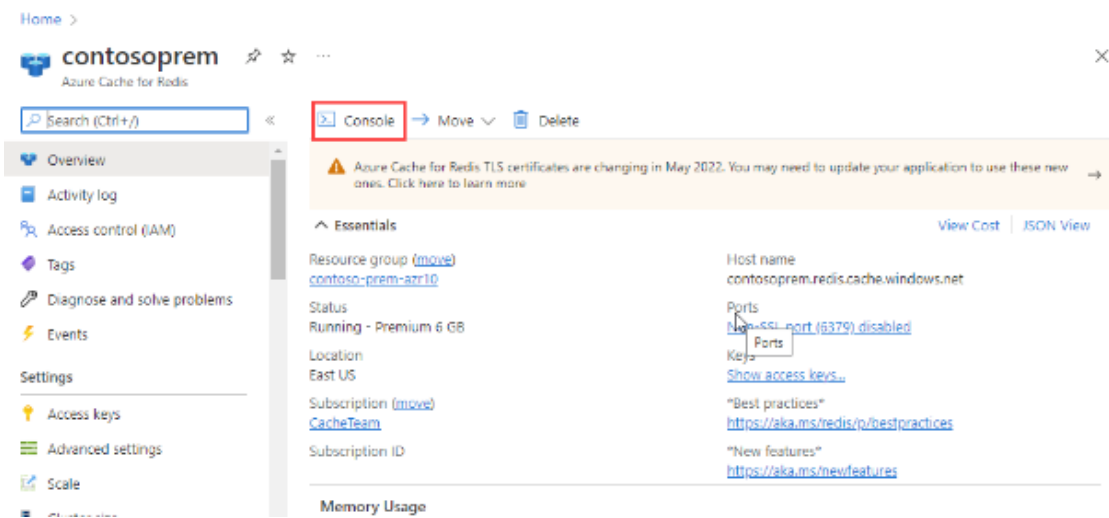 Home >
contosoprem
Azure Cache for Redis
Search (Ctrl+/)
Overview
Activity log
Access control (IAM)
Tags
Diagnose and solve problems
Events
Settings
Access keys
Advanced settings
Scale
Console
Move
Delete
Azure Cache for Redis TLS certificates are changing in May 2022. You may need to update your application to use these new
ones. Click here to learn more
Essentials
View Cost
JSON View
Resource group (move)
contoso-prem-azr10
Status
Running - Premium 6 GB
Location
East US
Subscription (move)
CacheTeam
Subscription ID
Host name
contosoprem.redis.cache.windows.net
Ports
port (6379) disabled
Ports
Keys
Show access keys...
*Best practices*
https://aka.ms/redis/p/bestpractices
*New features*
https://aka.ms/newfeatures
Memory Usage